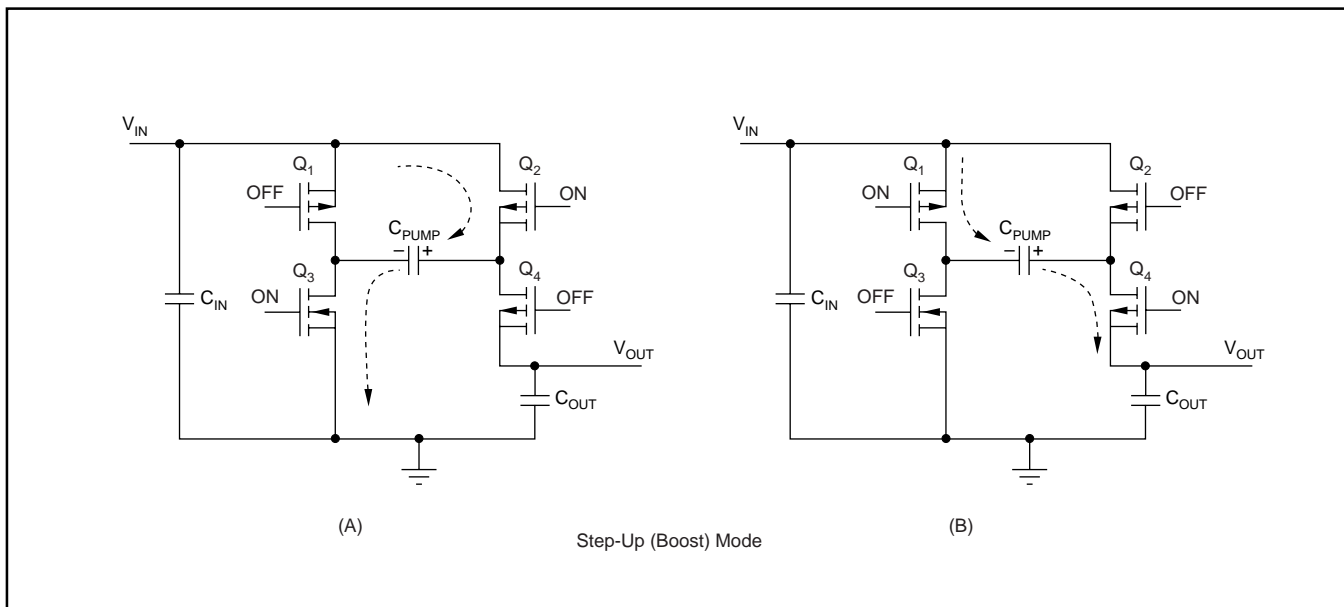 V_IN
Q_1
Q_2
OFF
ON
C_PUMP
− +
Q_3
Q_4
C_IN
ON
OFF
V_OUT
C_OUT
(A)
V_IN
Q_1
Q_2
ON
OFF
C_PUMP
− +
Q_3
Q_4
C_IN
OFF
ON
V_OUT
C_OUT
(B)
Step-Up (Boost) Mode